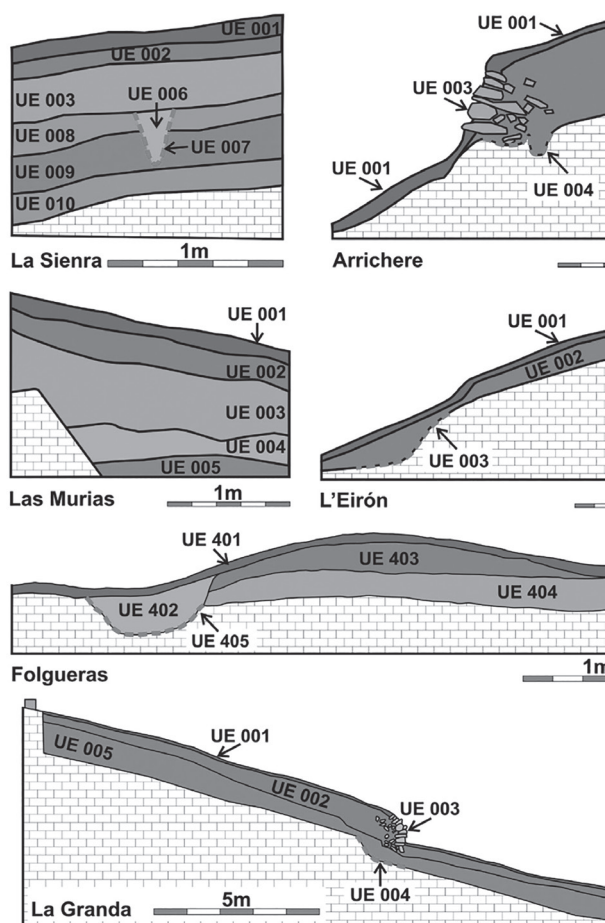 UE 001
UE 002
UE 003
UE 006
UE 008
UE 007
UE 009
UE 010
La Sienra
1m
UE 001
UE 003
UE 001
UE 004
Arrichere
UE 001
UE 002
UE 003
UE 004
UE 005
Las Murias
1m
UE 001
UE 002
UE 003
L'Eirón
UE 401
UE 403
UE 402
UE 404
UE 405
Folgueras
1m
UE 001
UE 005
UE 002
UE 003
UE 004
La Granda
5m